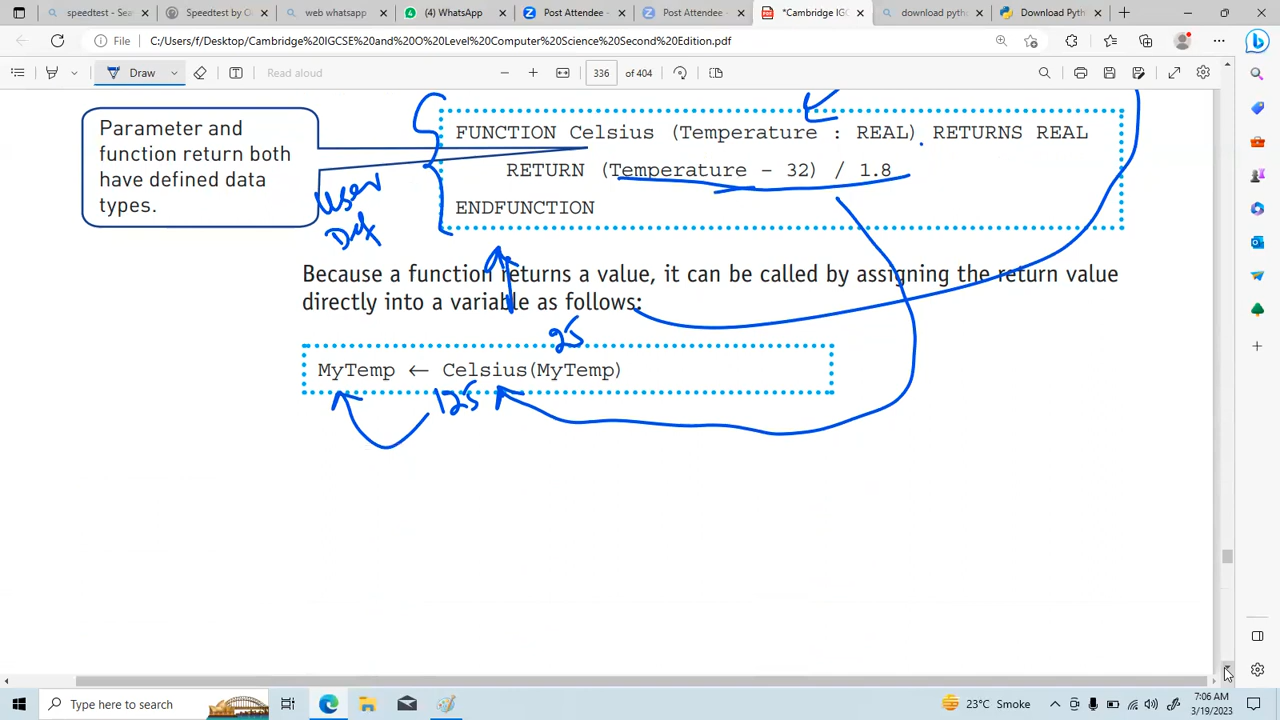 speedtest - Sea
Speedtest by O
web whatsapp
(4) WhatsApp
Post Attendee -
Post Attendee -
*Cambridge IGC
download pytho
Download Pyth
File
C:/Users/f/Desktop/Cambridge%20IGCSE%20and%20O%20Level%20Computer%20Science%20Second%20Edition.pdf
Draw
Read aloud
336 of 404
Parameter and
function return both
have defined data
types.
FUNCTION Celsius (Temperature : REAL) RETURNS REAL
RETURN (Temperature - 32) / 1.8
ENDFUNCTION
User
Because a function returns a value, it can be called by assigning the return value
directly into a variable as follows:
25
MyTemp ← Celsius(MyTemp)
125
Type here to search
23°C Smoke
7:06 AM
3/19/2023